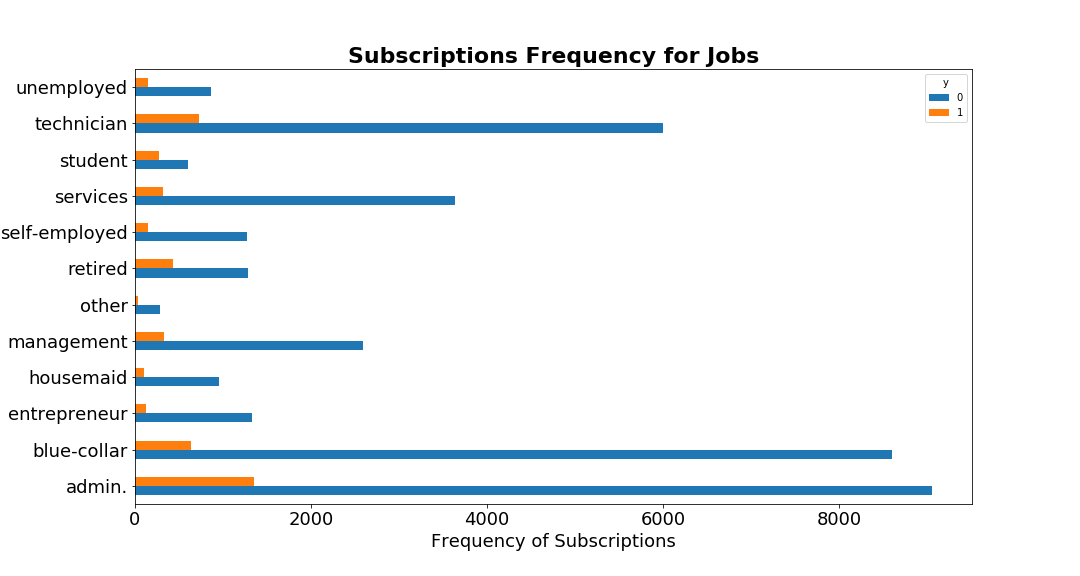 Subscriptions Frequency for Jobs
y
0
1
unemployed
technician
student
services
self-employed
retired
other
management
housemaid
entrepreneur
blue-collar
admin.
0 2000 4000 6000 8000
Frequency of Subscriptions